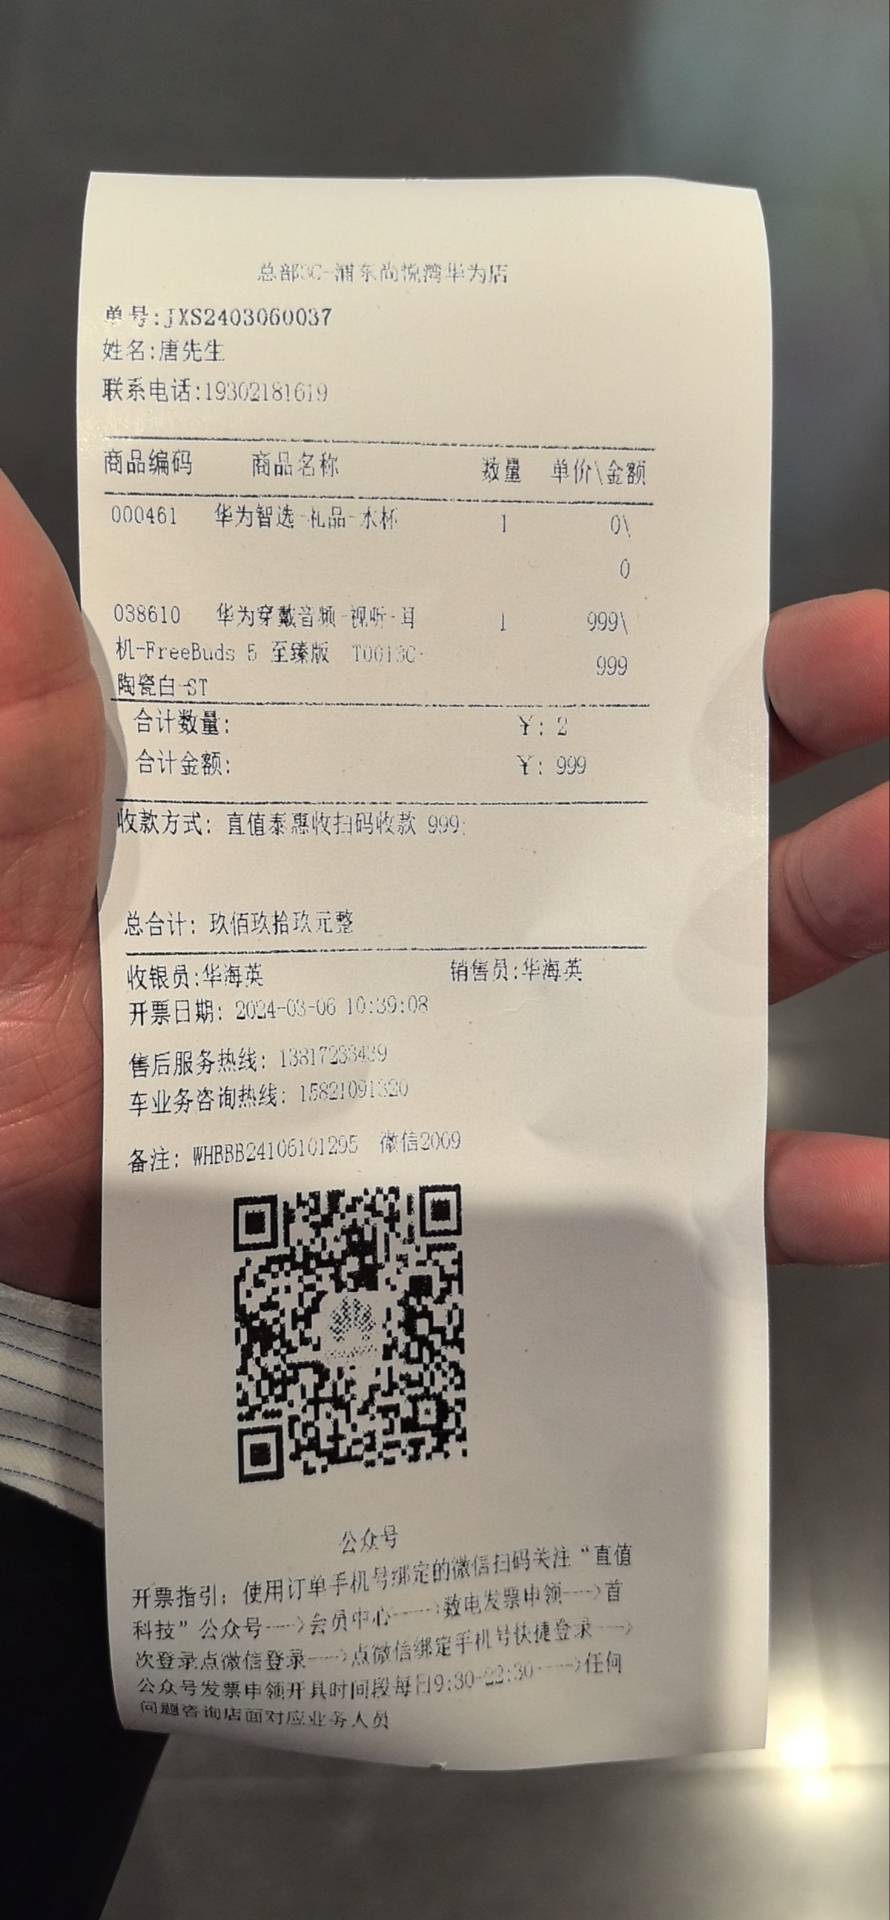 总部3C-浦东尚悦湾华为店
单号:JXS2403060037
姓名:唐先生
联系电话:19302181619
商品编码 商品名称 数量 单价\金额
000461 华为智选-礼品-水杯 1 0\
0
038610 华为穿戴音频-视听-耳 1 999\
机-FreeBuds 5 至臻版 T0013C- 999
陶瓷白-ST
合计数量: ¥: 2
合计金额: ¥: 999
收款方式: 直值泰惠收扫码收款 999;
总合计: 玖佰玖拾玖元整
收银员:华海英 销售员:华海英
开票日期: 2024-03-06 10:39:08
售后服务热线: 13817233439
车业务咨询热线: 15821091320
备注: WHBBB24106101295 微信2009
公众号
开票指引: 使用订单手机号绑定的微信扫码关注“直值
科技”公众号---->会员中心----->数电发票申领---->首
次登录点微信登录---->点微信绑定手机号快捷登录---->
公众号发票申领开具时间段每日9:30-22:30---->任何
问题咨询店面对应业务人员